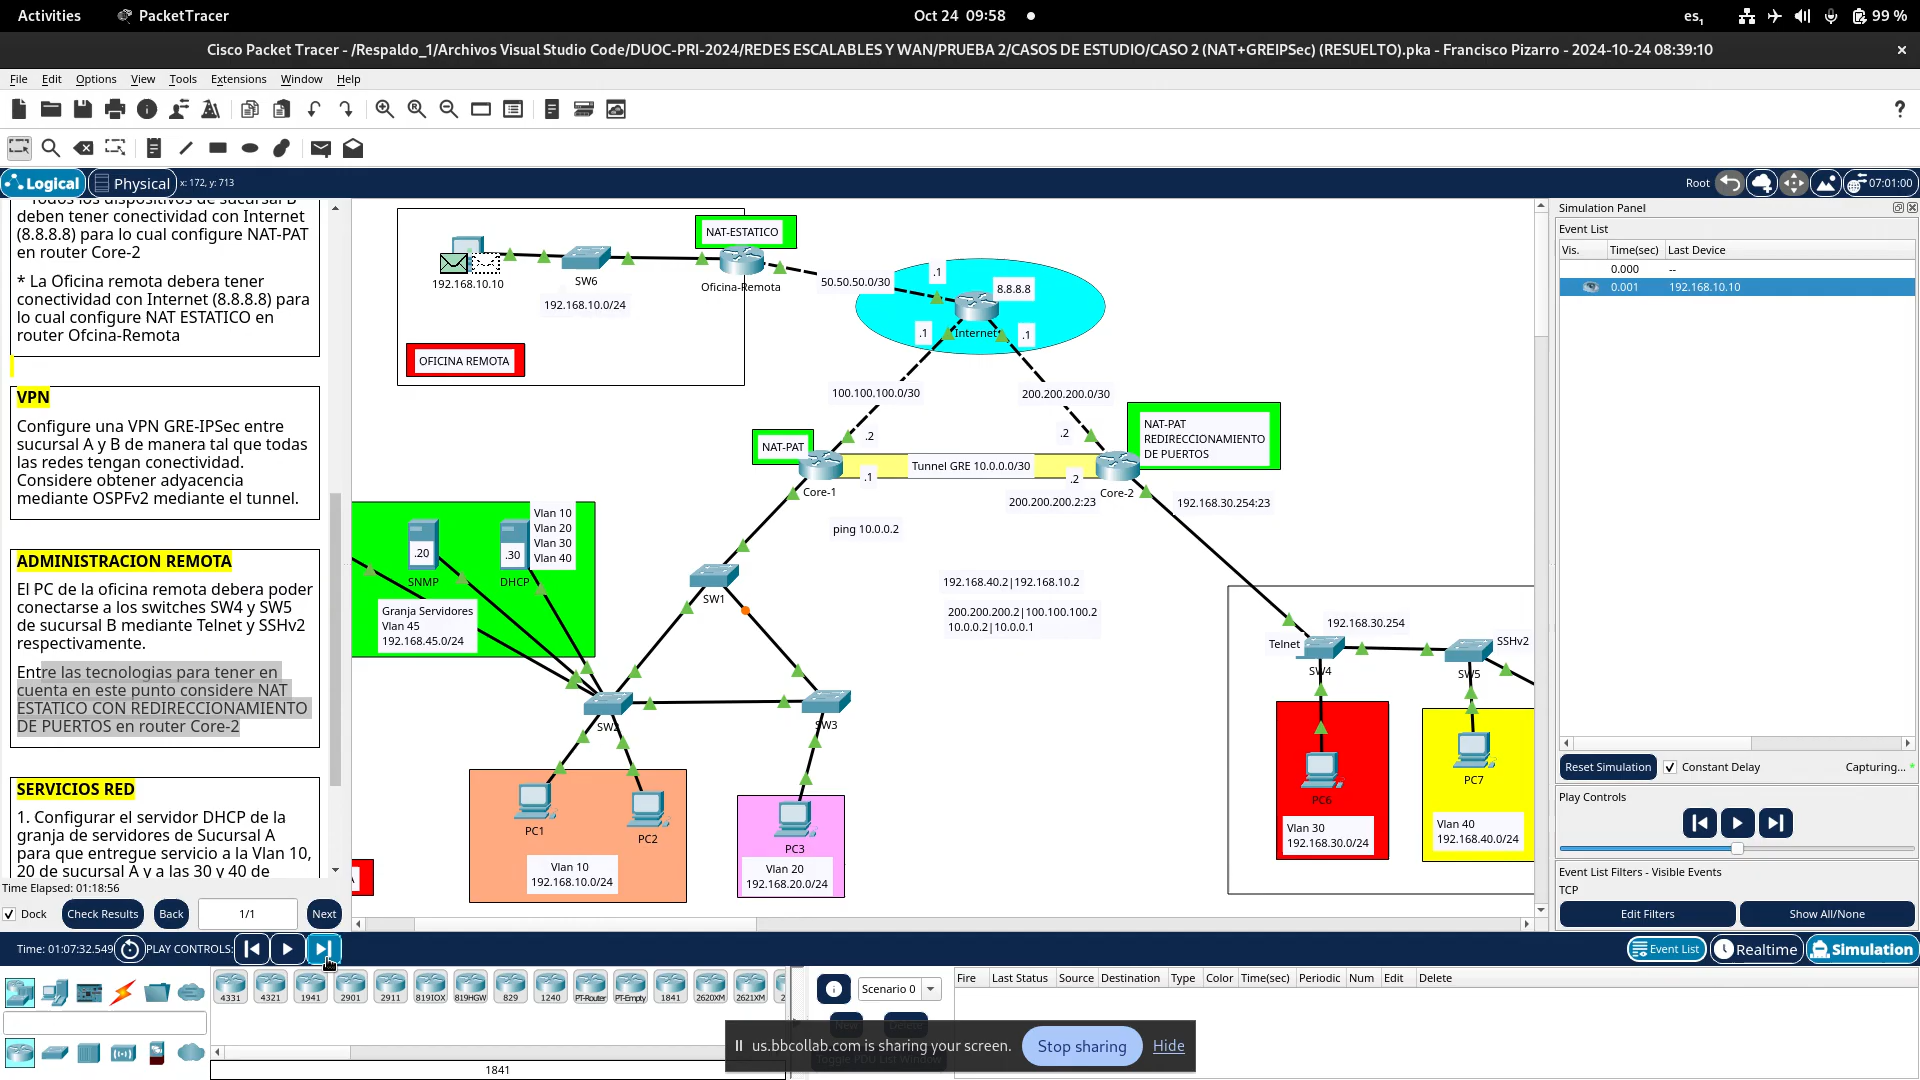 Activities
PacketTracer
Oct 24 09:58
es1
99 %
Cisco Packet Tracer - /Respaldo_1/Archivos Visual Studio Code/DUOC-PRI-2024/REDES ESCALABLES Y WAN/PRUEBA 2/CASOS DE ESTUDIO/CASO 2 (NAT+GREIPSec) (RESUELTO).pka - Francisco Pizarro - 2024-10-24 08:39:10
File Edit Options View Tools Extensions Window Help
Logical
Physical
x: 172, y: 713
Root
07:01:00
* Todos los dispositivos de sucursal B
deben tener conectividad con Internet
(8.8.8.8) para lo cual configure NAT-PAT
en router Core-2
* La Oficina remota debera tener
conectividad con Internet (8.8.8.8) para
lo cual configure NAT ESTATICO en
router Ofcina-Remota
VPN
Configure una VPN GRE-IPSec entre
sucursal A y B de manera tal que todas
las redes tengan conectividad.
Considere obtener adyacencia
mediante OSPFv2 mediante el tunnel.
ADMINISTRACION REMOTA
El PC de la oficina remota debera poder
conectarse a los switches SW4 y SW5
de sucursal B mediante Telnet y SSHv2
respectivamente.
Entre las tecnologias para tener en
cuenta en este punto considere NAT
ESTATICO CON REDIRECCIONAMIENTO
DE PUERTOS en router Core-2
SERVICIOS RED
1. Configurar el servidor DHCP de la
granja de servidores de Sucursal A
para que entregue servicio a la Vlan 10,
20 de sucursal A y a las 30 y 40 de
Time Elapsed: 01:18:56
Dock
Check Results
Back
1/1
Next
NAT-ESTATICO
192.168.10.10
SW6
192.168.10.0/24
Oficina-Remota
OFICINA REMOTA
50.50.50.0/30
.1
8.8.8.8
Internet
.1
.1
100.100.100.0/30
200.200.200.0/30
.2
.2
NAT-PAT
NAT-PAT
REDIRECCIONAMIENTO
DE PUERTOS
Tunnel GRE 10.0.0.0/30
.1
.2
Core-1
Core-2
200.200.200.2:23
192.168.30.254:23
ping 10.0.0.2
192.168.40.2|192.168.10.2
200.200.200.2|100.100.100.2
10.0.0.2|10.0.0.1
Vlan 10
Vlan 20
Vlan 30
Vlan 40
.20
.30
SNMP
DHCP
Granja Servidores
Vlan 45
192.168.45.0/24
SW1
SW2
SW3
PC1
PC2
Vlan 10
192.168.10.0/24
PC3
Vlan 20
192.168.20.0/24
192.168.30.254
Telnet
SSHv2
SW4
SW5
PC6
Vlan 30
192.168.30.0/24
PC7
Vlan 40
192.168.40.0/24
Simulation Panel
Event List
Vis. Time(sec) Last Device
0.000 --
0.001 192.168.10.10
Reset Simulation
Constant Delay
Capturing...
*
Play Controls
Event List Filters - Visible Events
TCP
Edit Filters
Show All/None
Time: 01:07:32.549
PLAY CONTROLS:
Event List
Realtime
Simulation
4331 4321 1941 2901 2911 819IOX 819HGW 829 1240 PT-Router PT-Empty 1841 2620XM 2621XM
1841
Scenario 0
New
Delete
Toggle PDU List Window
Fire Last Status Source Destination Type Color Time(sec) Periodic Num Edit Delete
us.bbcollab.com is sharing your screen.
Stop sharing
Hide